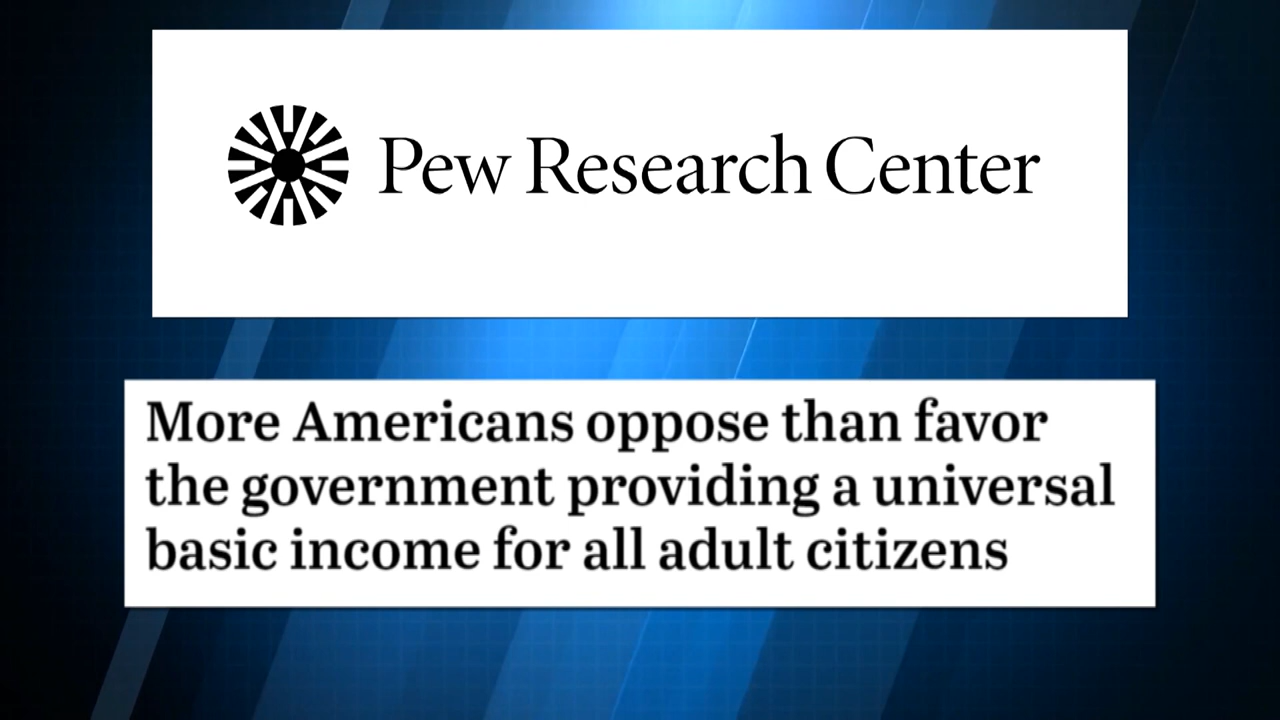 Pew Research Center
More Americans oppose than favor
the government providing a universal
basic income for all adult citizens